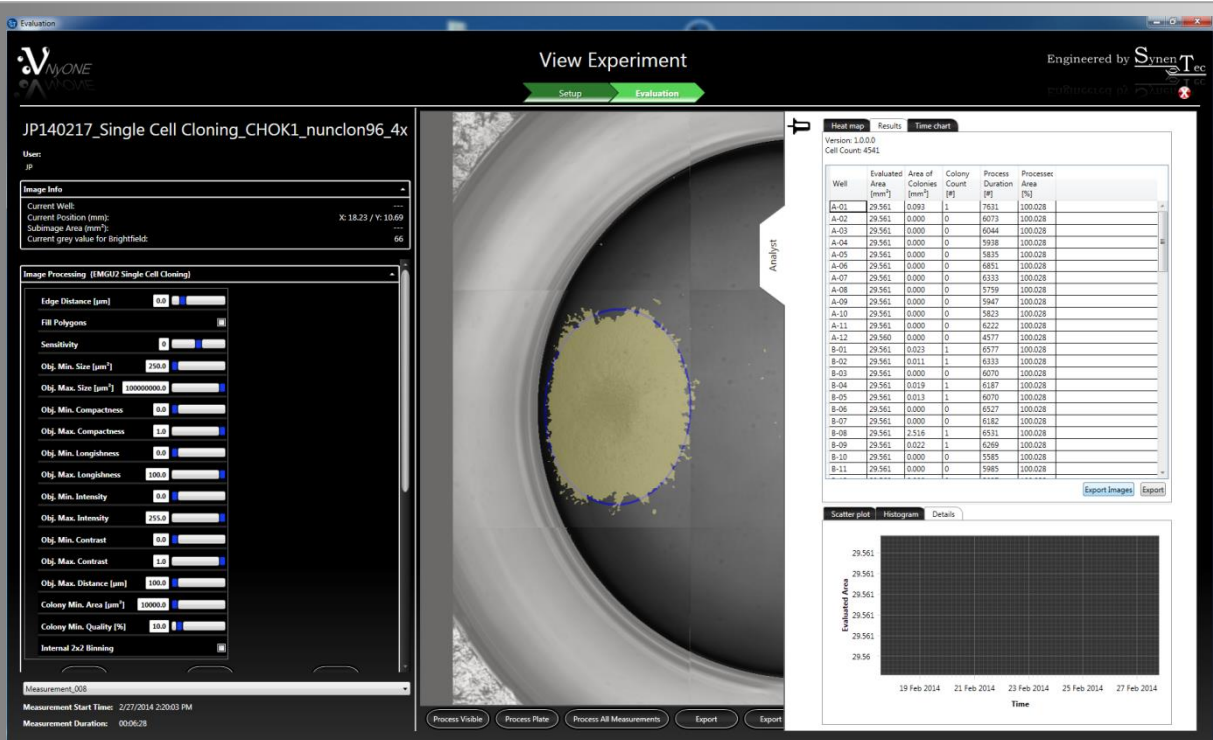 Evaluation
NyONE
View Experiment
Engineered by SynenTec
Setup
Evaluation
JP140217_Single Cell Cloning_CHOK1_nunclon96_4x
User:
JP
Image Info
Current Well: ---
Current Position (mm): X: 18.23 / Y: 10.69
Subimage Area (mm²): ---
Current grey value for Brightfield: 66
Image Processing (EMGU2 Single Cell Cloning)
Edge Distance [µm] 0.0
Fill Polygons
Sensitivity 0
Obj. Min. Size [µm²] 250.0
Obj. Max. Size [µm²] 100000000.0
Obj. Min. Compactness 0.0
Obj. Max. Compactness 1.0
Obj. Min. Longishness 0.0
Obj. Max. Longishness 100.0
Obj. Min. Intensity 0.0
Obj. Max. Intensity 255.0
Obj. Min. Contrast 0.0
Obj. Max. Contrast 1.0
Obj. Max. Distance [µm] 100.0
Colony Min. Area [µm²] 10000.0
Colony Min. Quality [%] 10.0
Internal 2x2 Binning
Measurement_008
Measurement Start Time: 2/27/2014 2:20:03 PM
Measurement Duration: 00:06:28
Process Visible
Process Plate
Process All Measurements
Export
Export
Analyst
Heat map
Results
Time chart
Version: 1.0.0.0
Cell Count: 4541
Well Evaluated Area [mm²] Area of Colonies [mm²] Colony Count [#] Process Duration [#] Processed Area [%]
A-01 29.561 0.093 1 7631 100.028
A-02 29.561 0.000 0 6073 100.028
A-03 29.561 0.000 0 6044 100.028
A-04 29.561 0.000 0 5938 100.028
A-05 29.561 0.000 0 5835 100.028
A-06 29.561 0.000 0 6851 100.028
A-07 29.561 0.000 0 6333 100.028
A-08 29.561 0.000 0 5759 100.028
A-09 29.561 0.000 0 5947 100.028
A-10 29.561 0.000 0 5823 100.028
A-11 29.561 0.000 0 6222 100.028
A-12 29.560 0.000 0 4577 100.028
B-01 29.561 0.023 1 6577 100.028
B-02 29.561 0.011 1 6333 100.028
B-03 29.561 0.000 0 6070 100.028
B-04 29.561 0.019 1 6187 100.028
B-05 29.561 0.013 1 6070 100.028
B-06 29.561 0.000 0 6527 100.028
B-07 29.561 0.000 0 6182 100.028
B-08 29.561 2.516 1 6531 100.028
B-09 29.561 0.022 1 6269 100.028
B-10 29.561 0.000 0 5585 100.028
B-11 29.561 0.000 0 5985 100.028
Export Images
Export
Scatter plot
Histogram
Details
Evaluated Area
29.561
29.561
29.561
29.561
29.561
29.56
19 Feb 2014 21 Feb 2014 23 Feb 2014 25 Feb 2014 27 Feb 2014
Time